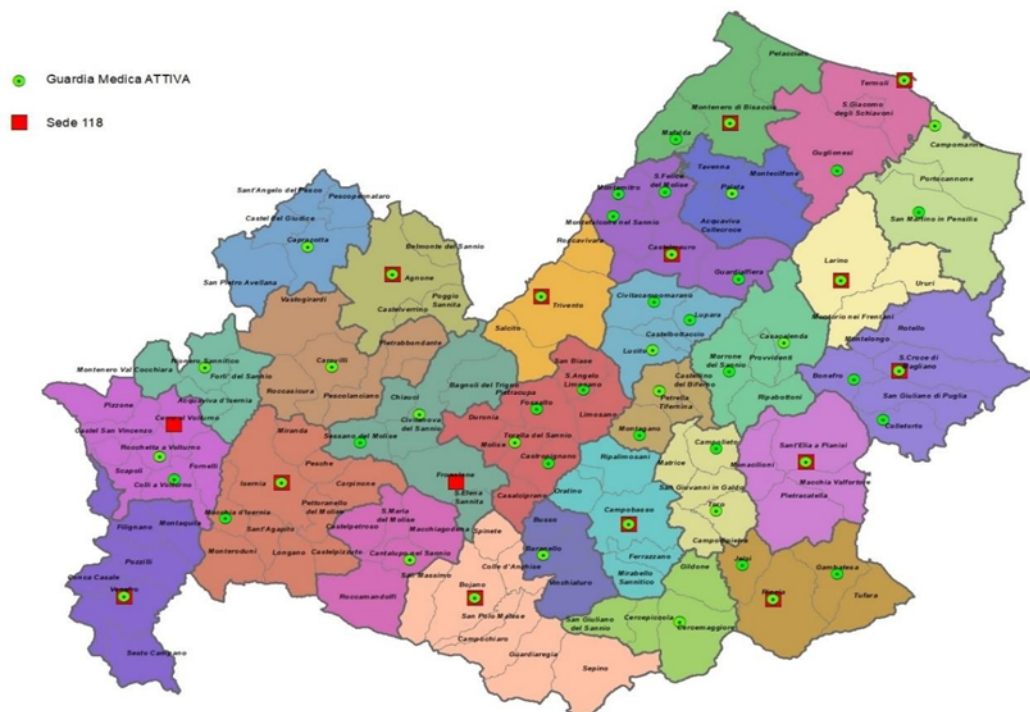 Guardia Medica ATTIVA
Sede 118
Petacciato
Termoli
Montenero di Bisaccia
S.Giacomo
degli Schiavoni
Mafalda
Campomarino
Guglionesi
Tavenna
Montecilfone
S.Felice
del Molise
Portocannone
Sant'Angelo del Pesco
Pescopennataro
Montemitro
Palata
San Martino in Pensilis
Castel del Giudice
Montefalcone nel Sannio
Acquaviva
Collecroce
Capracotta
Belmonte del Sannio
Roccavivara
Castelmauro
Larino
San Pietro Avellana
Agnone
Guardialfiera
Ururi
Poggio
Sannita
Vastogirardi
Castelverrino
Trivento
Civitacampomarano
Montorio nei Frentani
Lupara
Rotello
Salcito
Castelbottaccio
Casacalenda
Montelongo
Pietrabbondante
Rionero Sannitico
Lucito
Morrone
del Sannio
Provvidenti
S.Croce di
Magliano
Montenero Val Cocchiara
Forli' del Sannio
Carovilli
San Biase
Bonefro
Pescolanciano
Bagnoli del Trigno
Pietracupa
S.Angelo
Limosano
Castellino
del Biferno
Ripabottoni
San Giuliano di Puglia
Pizzone
Acquaviva d'Isernia
Roccasicura
Chiauci
Fossalto
Petrella
Tifernina
Civitanova
del Sannio
Duronia
Limosano
Colletorto
Castel San Vincenzo
Cerro al Volturno
Miranda
Sessano del Molise
Molise
Torella del Sannio
Montagano
Campolieto
Sant'Elia a Pianisi
Rocchetta a Volturno
Pesche
Castropignano
Ripalimosani
Matrice
Monacilioni
Scapoli
Fornelli
Carpinone
Frosolone
Macchia Valfortore
Colli a Volturno
Isernia
S.Elena
Sannita
Casalciprano
Oratino
San Giovanni in Galdo
Pietracatella
Pettoranello
del Molise
S.Maria
del Molise
Toro
Macchia d'Isernia
Castelpetroso
Macchiagodena
Busso
Campobasso
Filignano
Montaquila
Sant'Agapito
Spinete
Campodipietra
Monteroduni
Longano
Castelpizzuto
Cantalupo nel Sannio
Baranello
Ferrazzano
Jelsi
Pozzilli
Colle d'Anchise
Gildone
Gambatesa
San Massimo
Vinchiaturo
Mirabello
Sannitico
Conca Casale
Venafro
Roccamandolfi
Bojano
Riccia
Tufara
San Polo Matese
San Giuliano
del Sannio
Cercepiccola
Cercemaggiore
Campochiaro
Sesto Campano
Guardiaregia
Sepino